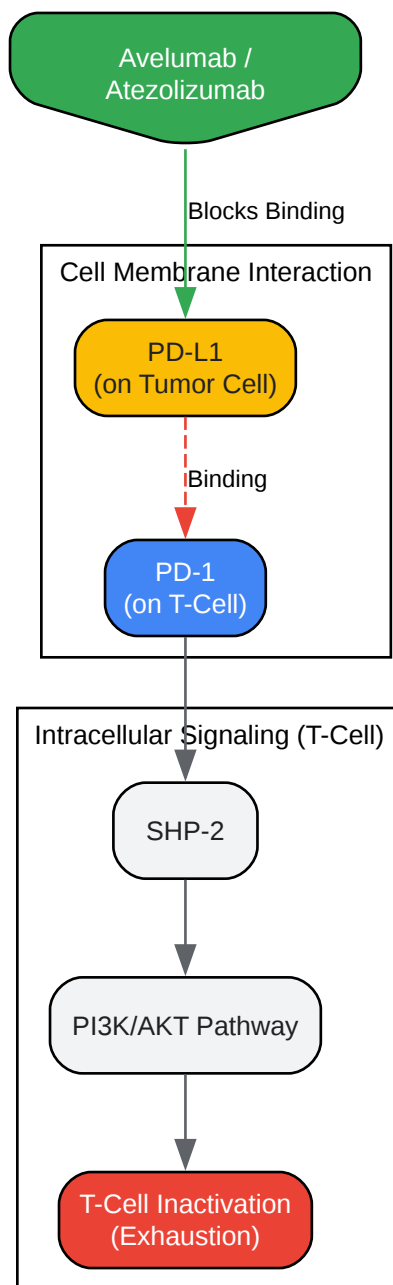 Avelumab /
Atezolizumab
Blocks Binding
Cell Membrane Interaction
PD-L1
(on Tumor Cell)
Binding
PD-1
(on T-Cell)
Intracellular Signaling (T-Cell)
SHP-2
PI3K/AKT Pathway
T-Cell Inactivation
(Exhaustion)